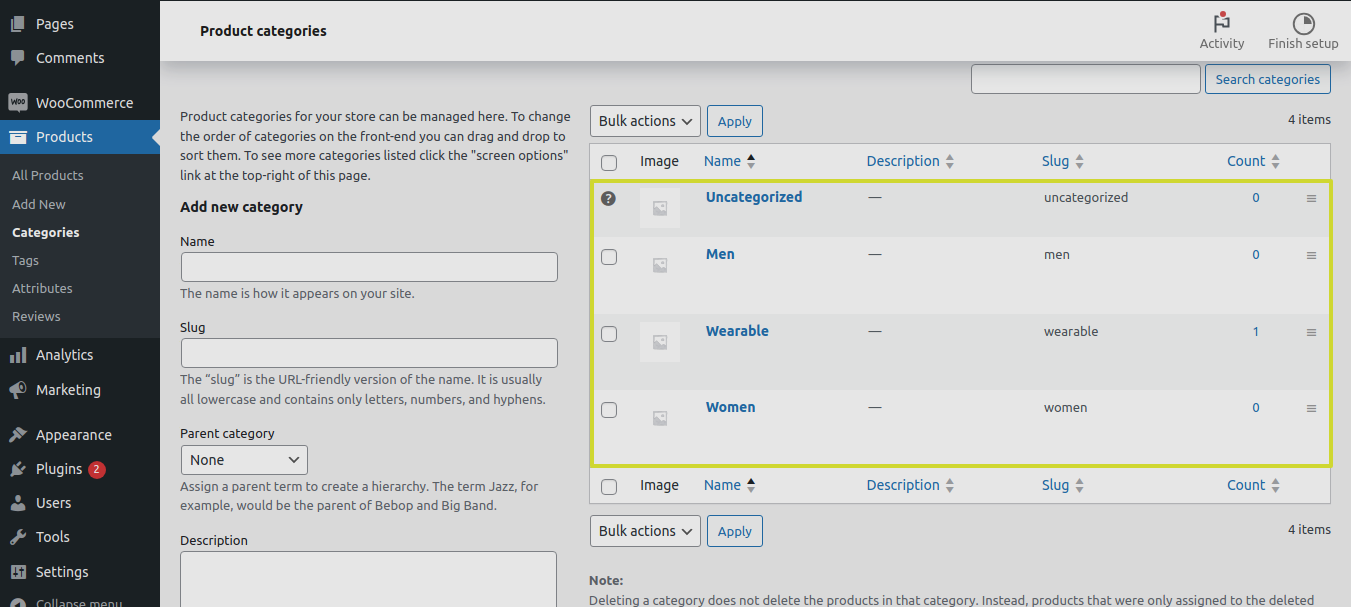 Pages
Comments
WooCommerce
Products
All Products
Add New
Categories
Tags
Attributes
Reviews
Analytics
Marketing
Appearance
Plugins 2
Users
Tools
Settings
Collapse menu
Product categories
Activity
Finish setup
Search categories
Product categories for your store can be managed here. To change
the order of categories on the front-end you can drag and drop to
sort them. To see more categories listed click the "screen options"
link at the top-right of this page.
Add new category
Name
The name is how it appears on your site.
Slug
The “slug” is the URL-friendly version of the name. It is usually
all lowercase and contains only letters, numbers, and hyphens.
Parent category
None
Assign a parent term to create a hierarchy. The term Jazz, for
example, would be the parent of Bebop and Big Band.
Description
Bulk actions Apply 4 items
Image Name Description Slug Count
? Uncategorized — uncategorized 0
Men — men 0
Wearable — wearable 1
Women — women 0
Image Name Description Slug Count
Bulk actions Apply 4 items
Note:
Deleting a category does not delete the products in that category. Instead, products that were only assigned to the deleted